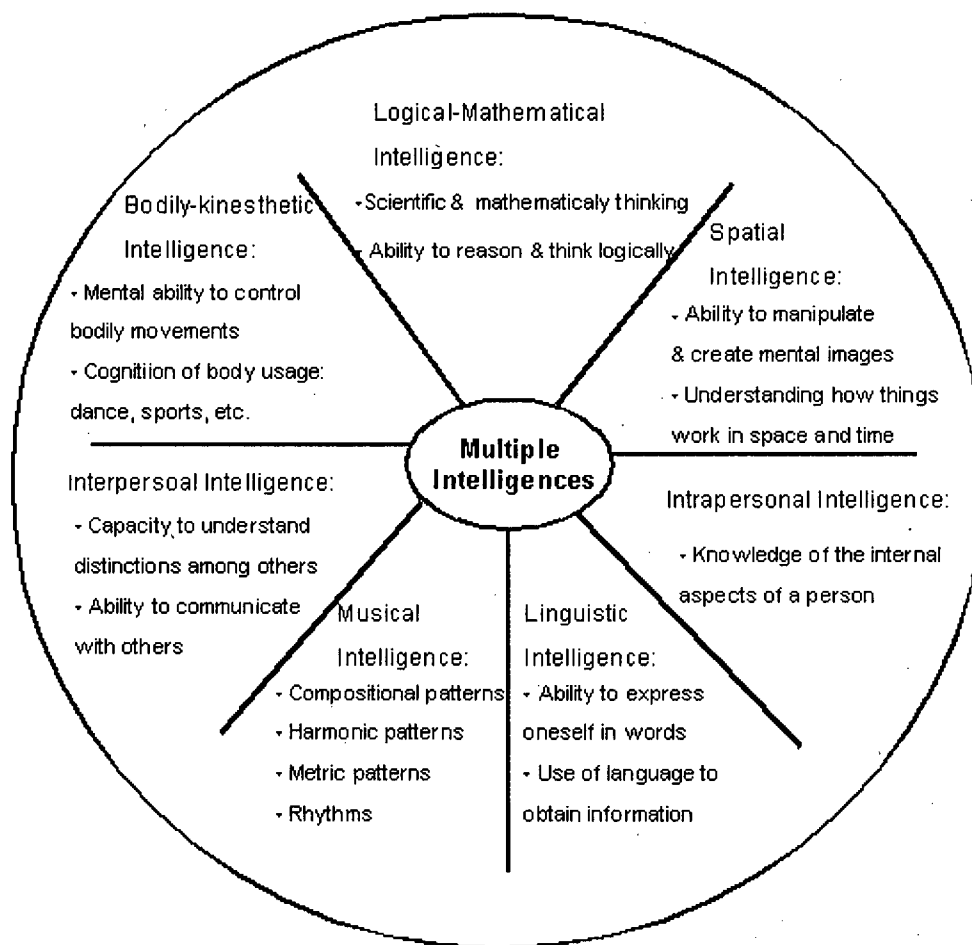 Logical-Mathematical
Intelligence:
-Scientific & mathematicaly thinking
- Ability to reason & think logically
Spatial
Intelligence:
- Ability to manipulate
& create mental images
- Understanding how things
work in space and time
Intrapersonal Intelligence:
- Knowledge of the internal
aspects of a person
Linguistic
Intelligence:
- Ability to express
oneself in words
- Use of language to
obtain information
Musical
Intelligence:
- Compositional patterns
- Harmonic patterns
- Metric patterns
- Rhythms
Interpersoal Intelligence:
- Capacity to understand
distinctions among others
- Ability to communicate
with others
Bodily-kinesthetic
Intelligence:
- Mental ability to control
bodily movements
- Cognitiion of body usage:
dance, sports, etc.
Multiple
Intelligences